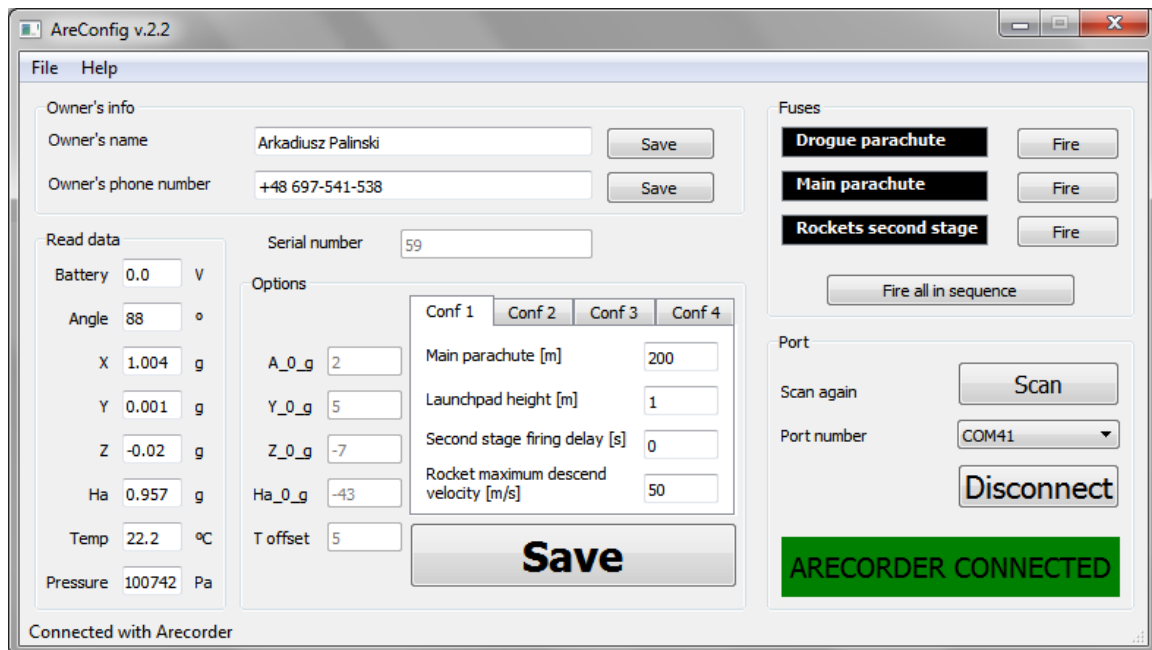 AreConfig v.2.2
File Help
Owner's info
Owner's name Arkadiusz Palinski Save
Owner's phone number +48 697-541-538 Save
Read data
Battery 0.0 V
Angle 88 º
X 1.004 g
Y 0.001 g
Z -0.02 g
Ha 0.957 g
Temp 22.2 ºC
Pressure 100742 Pa
Serial number 59
Options
A_0_g 2
Y_0_g 5
Z_0_g -7
Ha_0_g -43
T offset 5
Conf 1 Conf 2 Conf 3 Conf 4
Main parachute [m] 200
Launchpad height [m] 1
Second stage firing delay [s] 0
Rocket maximum descend
velocity [m/s] 50
Save
Fuses
Drogue parachute Fire
Main parachute Fire
Rockets second stage Fire
Fire all in sequence
Port
Scan again Scan
Port number COM41
Disconnect
ARECORDER CONNECTED
Connected with Arecorder